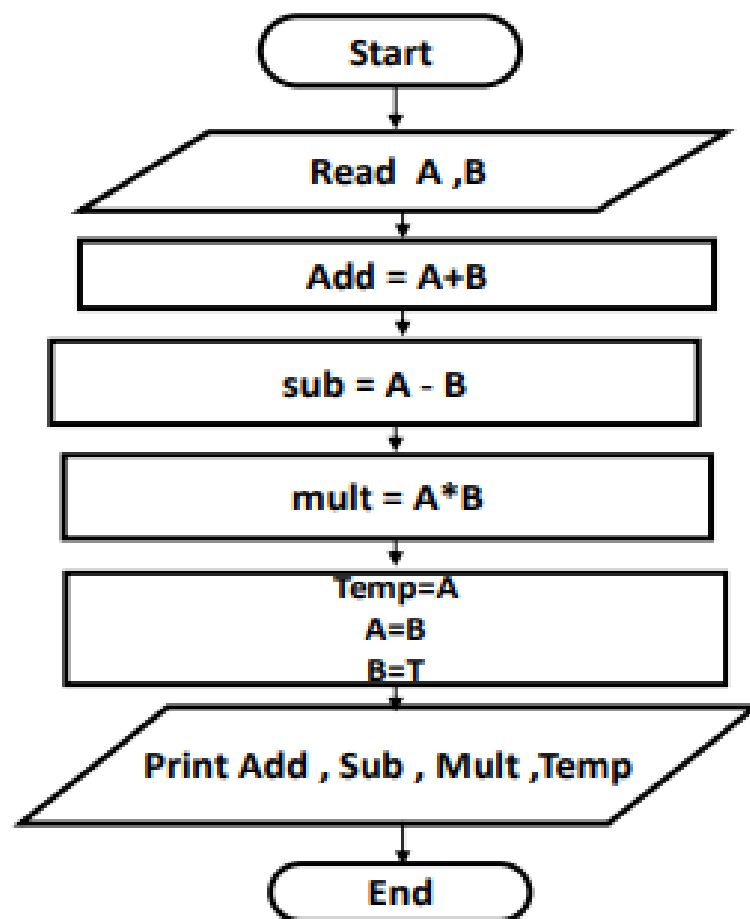 Start
Read A ,B
Add = A+B
sub = A - B
mult = A*B
Temp=A
A=B
B=T
Print Add , Sub , Mult ,Temp
End